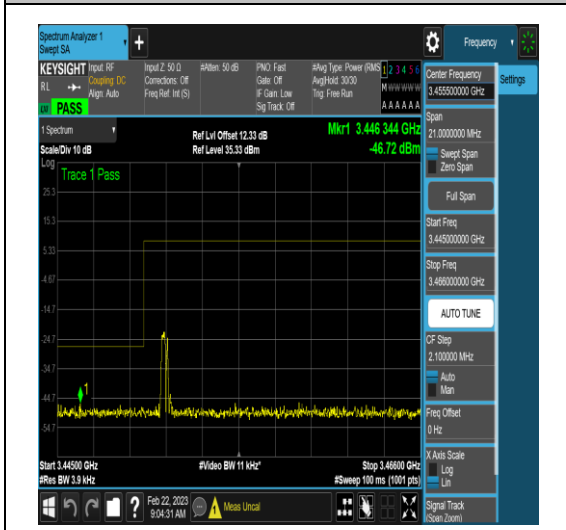 Spectrum Analyzer 1
Swept SA
Frequency
KEYSIGHT
RL
PASS
Input: RF
Coupling: DC
Align: Auto
Input Z: 50 Ω
Corrections: Off
Freq Ref: Int (S)
#Atten: 50 dB
PNO: Fast
Gate: Off
IF Gain: Low
Sig Track: Off
#Avg Type: Power (RMS
Avg|Hold: 30/30
Trig: Free Run
1 2 3 4 5 6
M W W W W W
A A A A A A
1 Spectrum
Scale/Div 10 dB
Ref Lvl Offset 12.33 dB
Ref Level 35.33 dBm
Mkr1 3.446 344 GHz
-46.72 dBm
Log
Trace 1 Pass
25.3
15.3
5.33
-4.67
-14.7
-24.7
-34.7
-44.7
-54.7
1
Start 3.44500 GHz
#Res BW 3.9 kHz
#Video BW 11 kHz*
Stop 3.46600 GHz
#Sweep 100 ms (1001 pts)
Center Frequency
3.455500000 GHz
Settings
Span
21.0000000 MHz
Swept Span
Zero Span
Full Span
Start Freq
3.445000000 GHz
Stop Freq
3.466000000 GHz
AUTO TUNE
CF Step
2.100000 MHz
Auto
Man
Freq Offset
0 Hz
X Axis Scale
Log
Lin
Signal Track
(Span Zoom)
?
Feb 22, 2023
9:04:31 AM
Meas Uncal